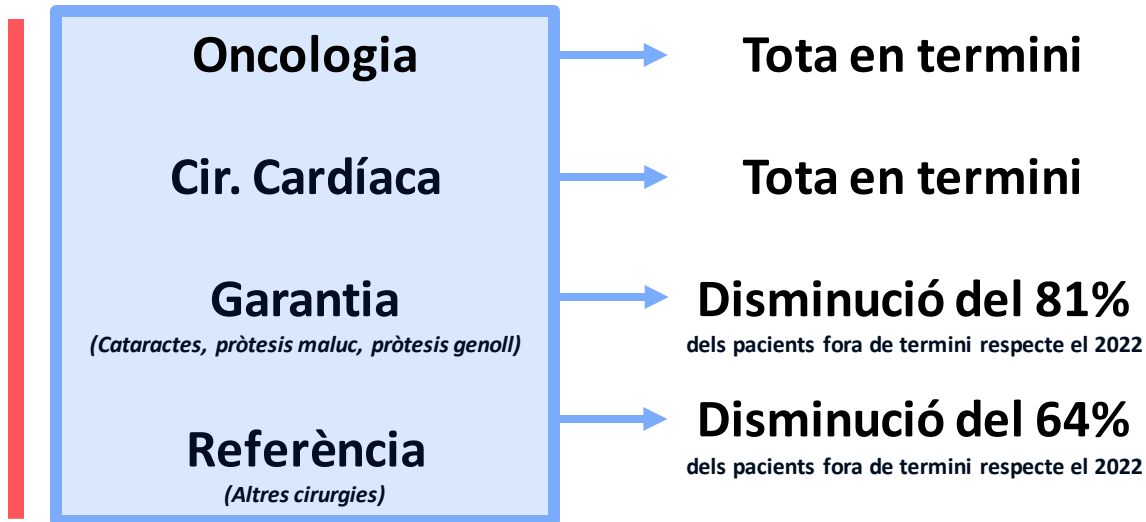 Oncologia
Tota en termini
Cir. Cardíaca
Tota en termini
Garantia
(Cataractes, pròtesis maluc, pròtesis genoll)
Disminució del 81%
dels pacients fora de termini respecte el 2022
Referència
(Altres cirurgies)
Disminució del 64%
dels pacients fora de termini respecte el 2022